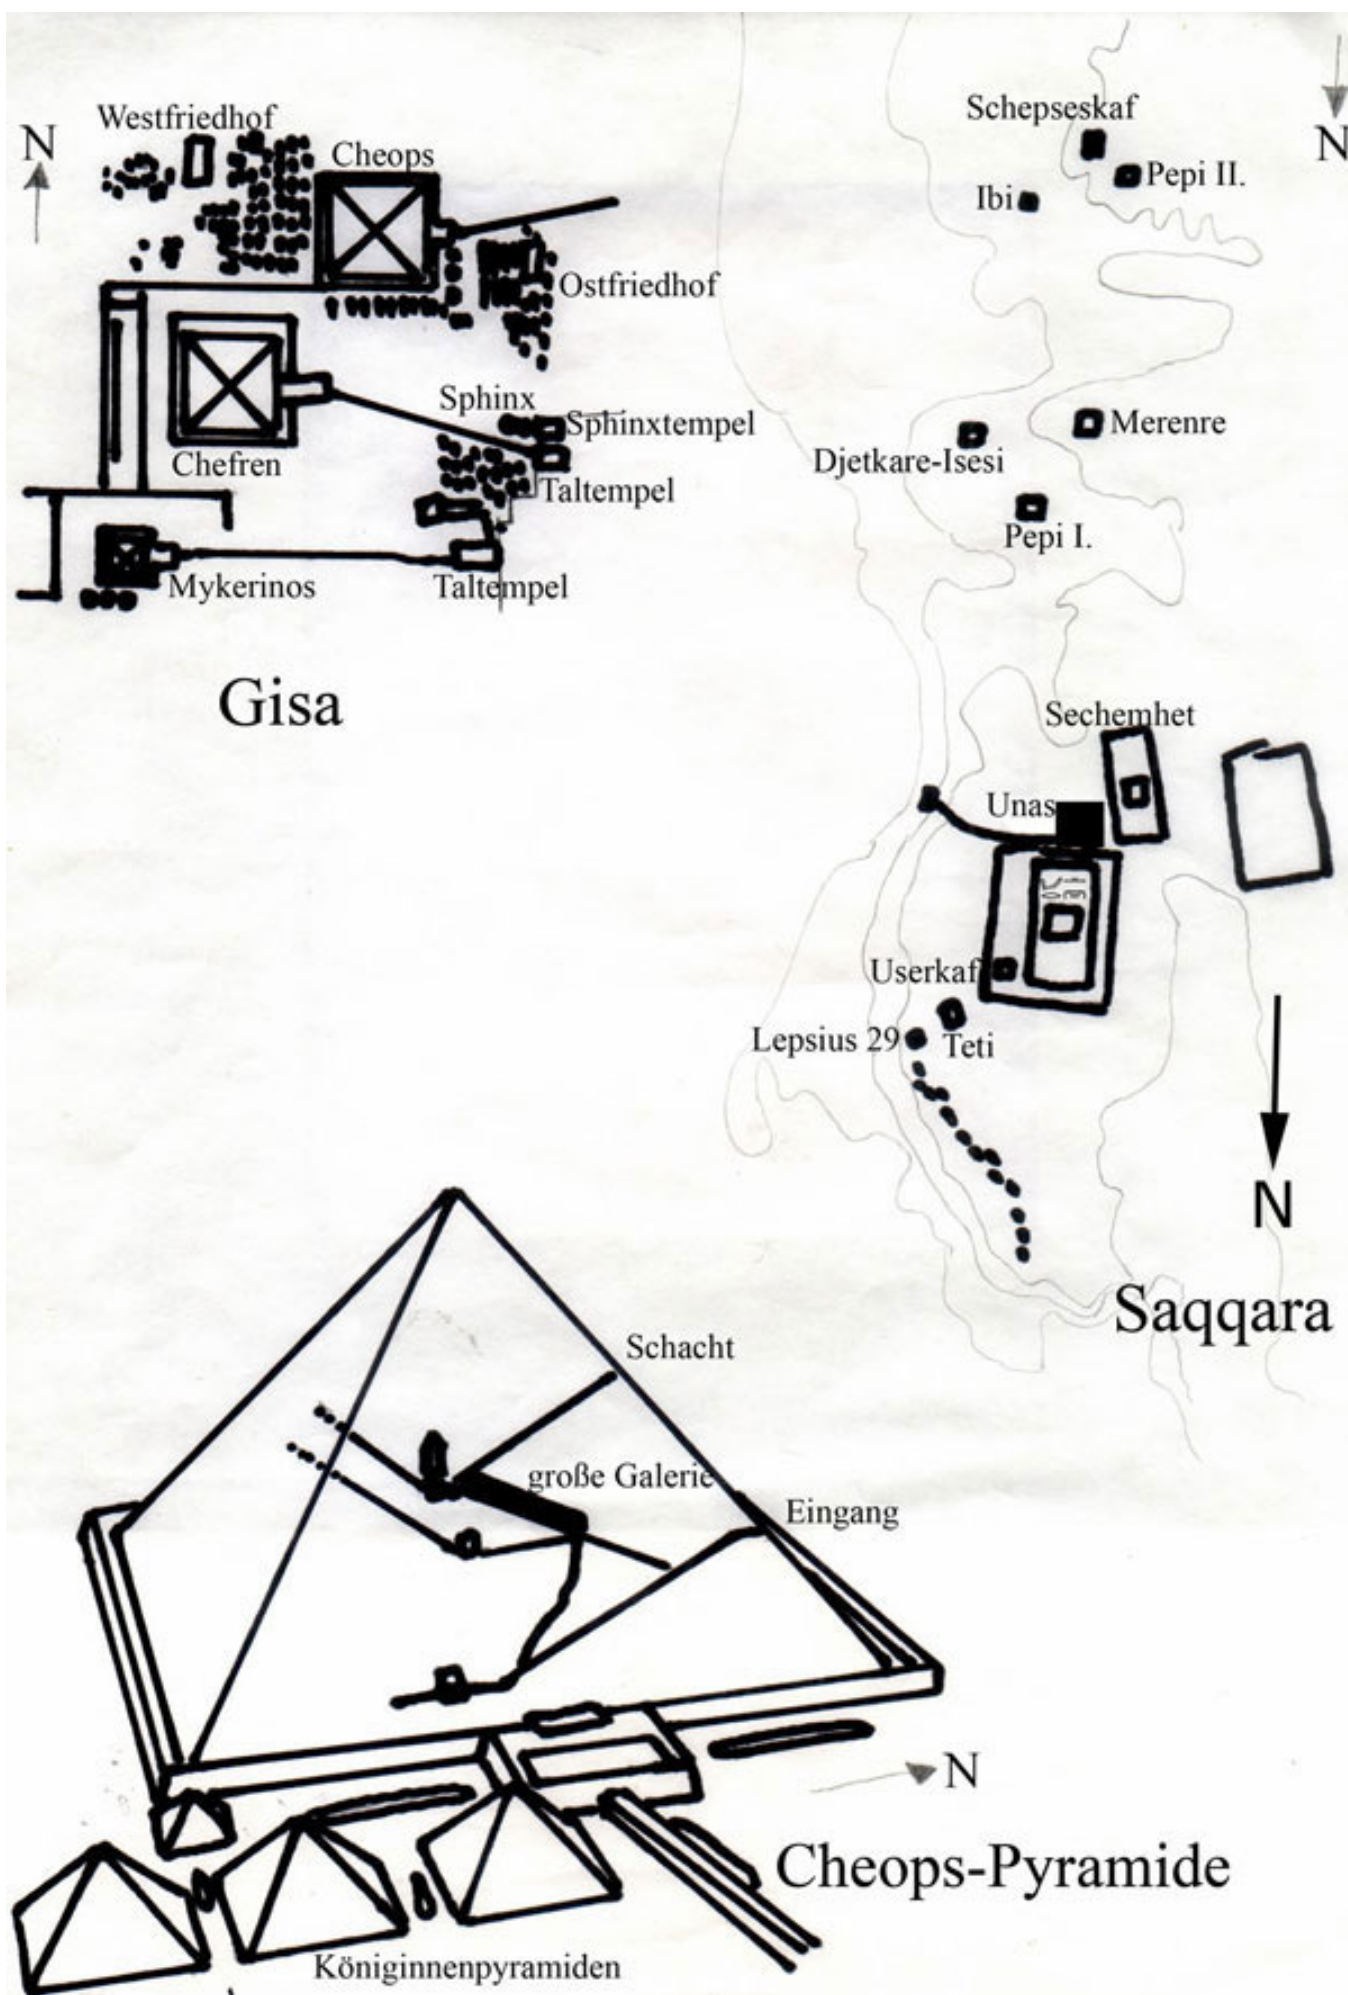 Westfriedhof
N
Cheops
Ostfriedhof
Sphinx
Sphinxtempel
Chefren
Taltempel
Mykerinos
Taltempel
Gisa
N
Schepseskaf
Pepi II.
Ibi
Merenre
Djetkare-Isesi
Pepi I.
Sechemhet
Unas
Userkaf
Lepsius 29
Teti
N
Saqqara
Schacht
große Galerie
Eingang
N
Cheops-Pyramide
Königinnenpyramiden